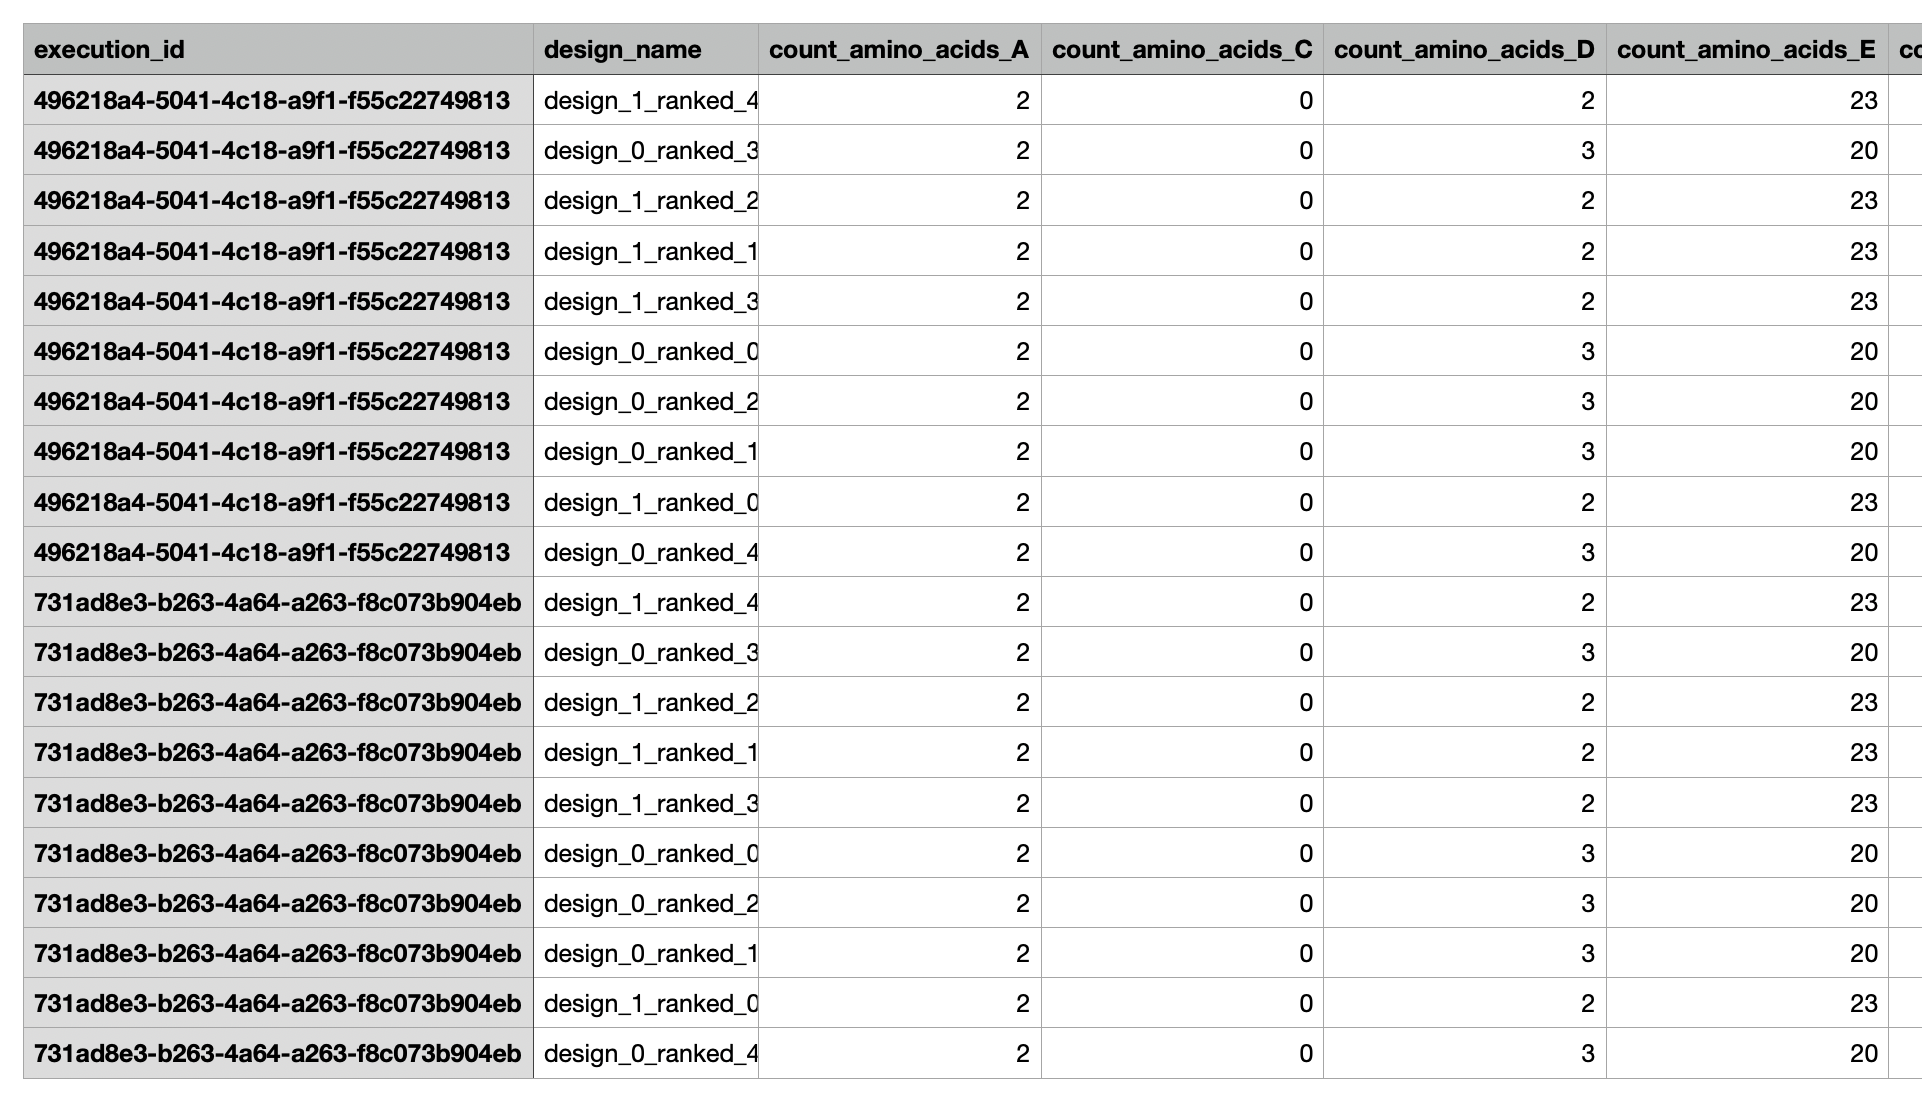 execution_id design_name count_amino_acids_A count_amino_acids_C count_amino_acids_D count_amino_acids_E co
496218a4-5041-4c18-a9f1-f55c22749813 design_1_ranked_4 2 0 2 23
496218a4-5041-4c18-a9f1-f55c22749813 design_0_ranked_3 2 0 3 20
496218a4-5041-4c18-a9f1-f55c22749813 design_1_ranked_2 2 0 2 23
496218a4-5041-4c18-a9f1-f55c22749813 design_1_ranked_1 2 0 2 23
496218a4-5041-4c18-a9f1-f55c22749813 design_1_ranked_3 2 0 2 23
496218a4-5041-4c18-a9f1-f55c22749813 design_0_ranked_0 2 0 3 20
496218a4-5041-4c18-a9f1-f55c22749813 design_0_ranked_2 2 0 3 20
496218a4-5041-4c18-a9f1-f55c22749813 design_0_ranked_1 2 0 3 20
496218a4-5041-4c18-a9f1-f55c22749813 design_1_ranked_0 2 0 2 23
496218a4-5041-4c18-a9f1-f55c22749813 design_0_ranked_4 2 0 3 20
731ad8e3-b263-4a64-a263-f8c073b904eb design_1_ranked_4 2 0 2 23
731ad8e3-b263-4a64-a263-f8c073b904eb design_0_ranked_3 2 0 3 20
731ad8e3-b263-4a64-a263-f8c073b904eb design_1_ranked_2 2 0 2 23
731ad8e3-b263-4a64-a263-f8c073b904eb design_1_ranked_1 2 0 2 23
731ad8e3-b263-4a64-a263-f8c073b904eb design_1_ranked_3 2 0 2 23
731ad8e3-b263-4a64-a263-f8c073b904eb design_0_ranked_0 2 0 3 20
731ad8e3-b263-4a64-a263-f8c073b904eb design_0_ranked_2 2 0 3 20
731ad8e3-b263-4a64-a263-f8c073b904eb design_0_ranked_1 2 0 3 20
731ad8e3-b263-4a64-a263-f8c073b904eb design_1_ranked_0 2 0 2 23
731ad8e3-b263-4a64-a263-f8c073b904eb design_0_ranked_4 2 0 3 20